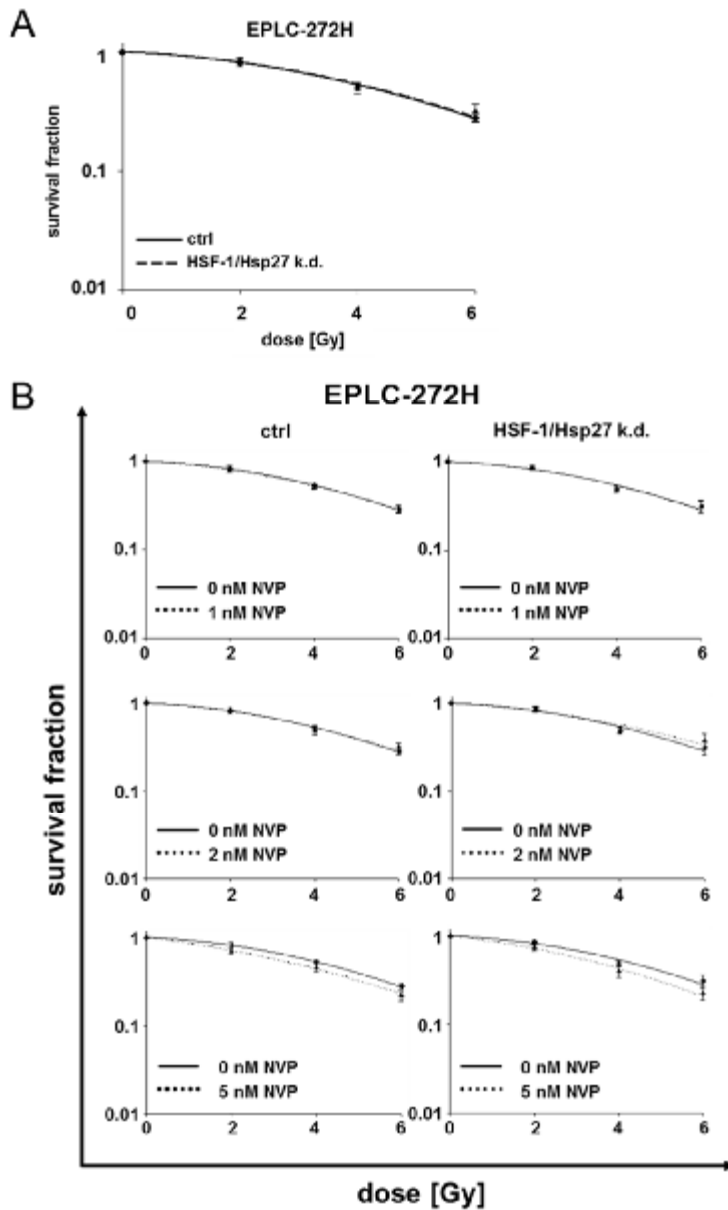 A
EPLC-272H
1
0.1
0.01
survival fraction
ctrl
HSF-1/Hsp27 k.d.
0 2 4 6
dose [Gy]
B
EPLC-272H
ctrl HSF-1/Hsp27 k.d.
survival fraction
1
0.1
0.01
0 nM NVP
1 nM NVP
0 2 4 6
1
0.1
0.01
0 nM NVP
1 nM NVP
0 2 4 6
1
0.1
0.01
0 nM NVP
2 nM NVP
0 2 4 6
1
0.1
0.01
0 nM NVP
2 nM NVP
0 2 4 6
1
0.1
0.01
0 nM NVP
5 nM NVP
0 2 4 6
1
0.1
0.01
0 nM NVP
5 nM NVP
0 2 4 6
dose [Gy]